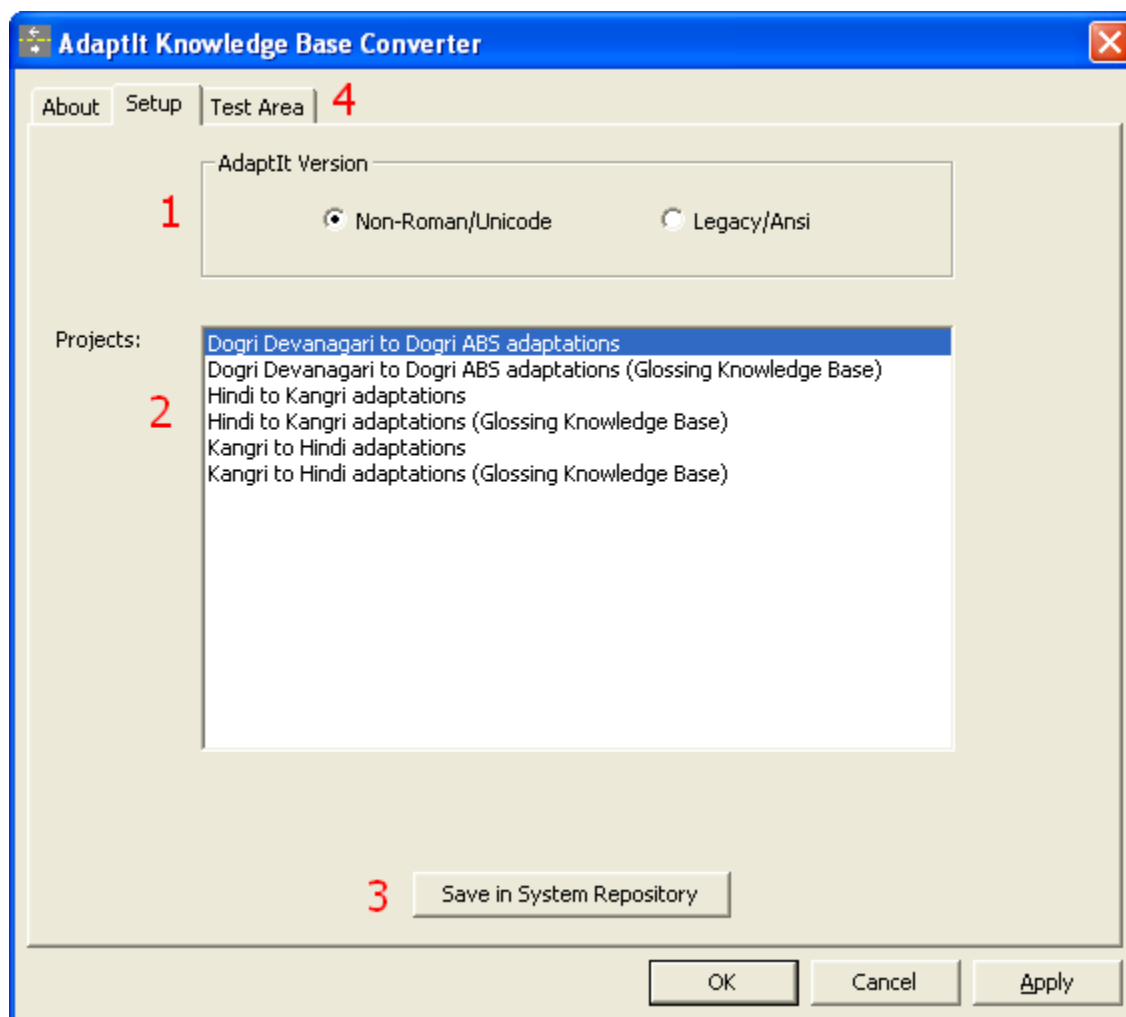 AdaptIt Knowledge Base Converter
About Setup Test Area 4
AdaptIt Version
1 Non-Roman/Unicode Legacy/Ansi
Projects:
2
Dogri Devanagari to Dogri ABS adaptations
Dogri Devanagari to Dogri ABS adaptations (Glossing Knowledge Base)
Hindi to Kangri adaptations
Hindi to Kangri adaptations (Glossing Knowledge Base)
Kangri to Hindi adaptations
Kangri to Hindi adaptations (Glossing Knowledge Base)
3 Save in System Repository
OK Cancel Apply